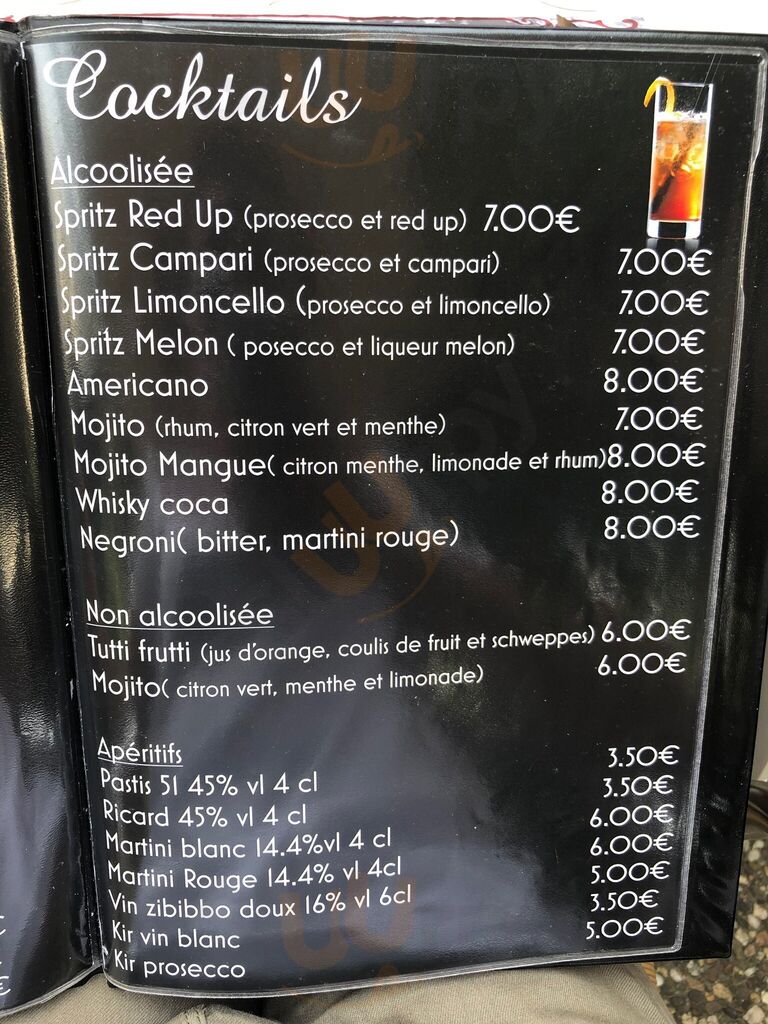 Cocktails
Alcoolisée
Spritz Red Up (prosecco et red up) 7.00€
Spritz Campari (prosecco et campari) 7.00€
Spritz Limoncello (prosecco et limoncello) 7.00€
Spritz Melon ( posecco et liqueur melon) 7.00€
Americano 8.00€
Mojito (rhum, citron vert et menthe) 7.00€
Mojito Mangue( citron menthe, limonade et rhum)8.00€
Whisky coca 8.00€
Negroni( bitter, martini rouge) 8.00€
Non alcoolisée
Tutti frutti (jus d'orange, coulis de fruit et schweppes) 6.00€
Mojito( citron vert, menthe et limonade) 6.00€
Apéritifs
Pastis 51 45% vl 4 cl 3.50€
Ricard 45% vl 4 cl 3.50€
Martini blanc 14.4%vl 4 cl 6.00€
Martini Rouge 14.4% vl 4cl 6.00€
Vin zibibbo doux 16% vl 6cl 5.00€
Kir vin blanc 3.50€
Kir prosecco 5.00€